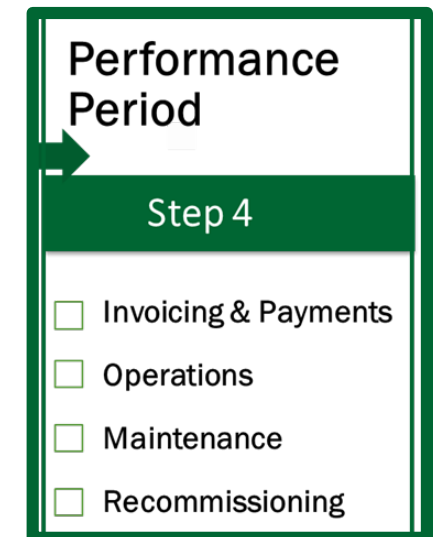 Performance
Period
Step 4
Invoicing & Payments
Operations
Maintenance
Recommissioning